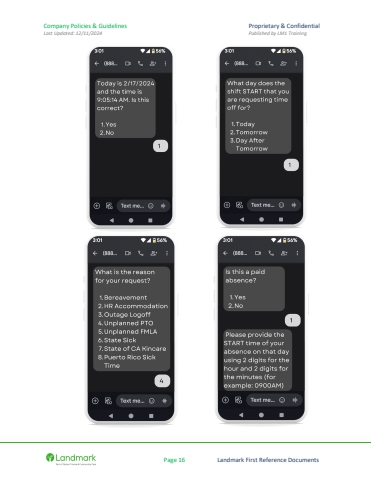 Company Policies & Guidelines
Proprietary & Confidential
Last Updated: 12/11/2024
Published by LMS Training
3:01
56%
(888...
Today is 2/17/2024
and the time is
9:05:14 AM. Is this
correct?
1. Yes
2. No
1
Text me...
3:01
56%
(888...
What day does the
shift START that you
are requesting time
off for?
1. Today
2. Tomorrow
3. Day After
Tomorrow
1
Text me...
3:01
56%
(888...
What is the reason
for your request?
1. Bereavement
2. HR Accommodation
3. Outage Logoff
4. Unplanned PTO
5. Unplanned FMLA
6. State Sick
7. State of CA Kincare
8. Puerto Rico Sick
Time
4
Text me...
3:01
56%
(888...
Is this a paid
absence?
1. Yes
2. No
1
Please provide the
START time of your
absence on that day
using 2 digits for the
hour and 2 digits for
the minutes (for
example: 0900AM)
Text me...
Landmark
Page 16
Landmark First Reference Documents